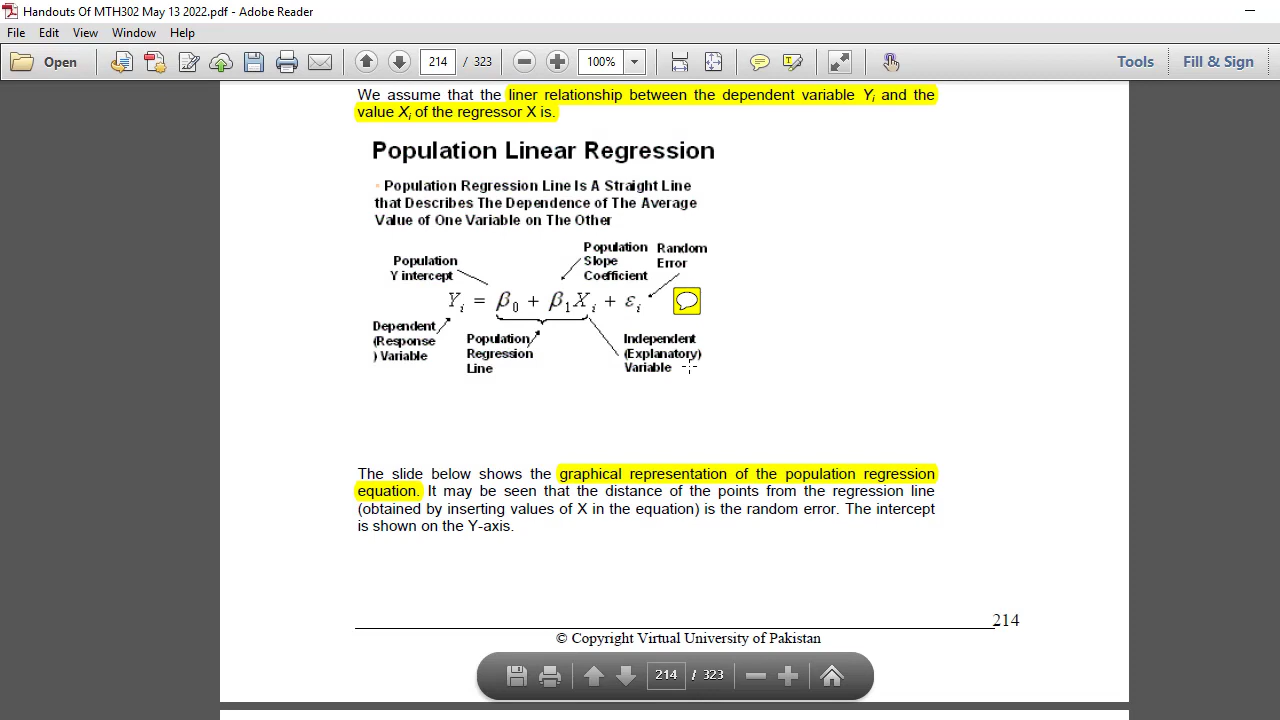 Handouts Of MTH302 May 13 2022.pdf - Adobe Reader
File Edit View Window Help
Open 214 / 323 100% Tools Fill & Sign
We assume that the liner relationship between the dependent variable Yi and the
value Xi of the regressor X is.
Population Linear Regression
• Population Regression Line Is A Straight Line
that Describes The Dependence of The Average
Value of One Variable on The Other
Population
Y intercept
Population
Slope
Coefficient
Random
Error
Yi = β0 + β1Xi + εi
Dependent
(Response
) Variable
Population
Regression
Line
Independent
(Explanatory)
Variable
The slide below shows the graphical representation of the population regression
equation. It may be seen that the distance of the points from the regression line
(obtained by inserting values of X in the equation) is the random error. The intercept
is shown on the Y-axis.
214
© Copyright Virtual University of Pakistan
214 / 323